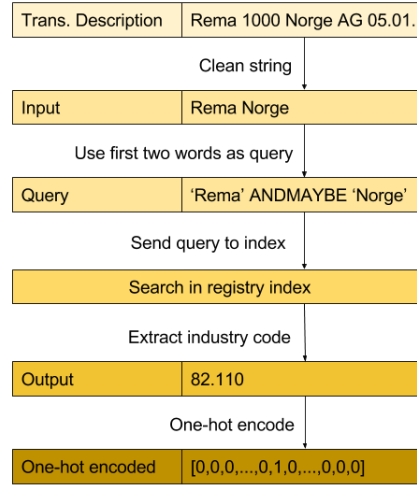 Trans. Description Rema 1000 Norge AG 05.01.
Clean string
Input Rema Norge
Use first two words as query
Query ‘Rema’ ANDMAYBE ‘Norge’
Send query to index
Search in registry index
Extract industry code
Output 82.110
One-hot encode
One-hot encoded [0,0,0,...,0,1,0,...,0,0,0]